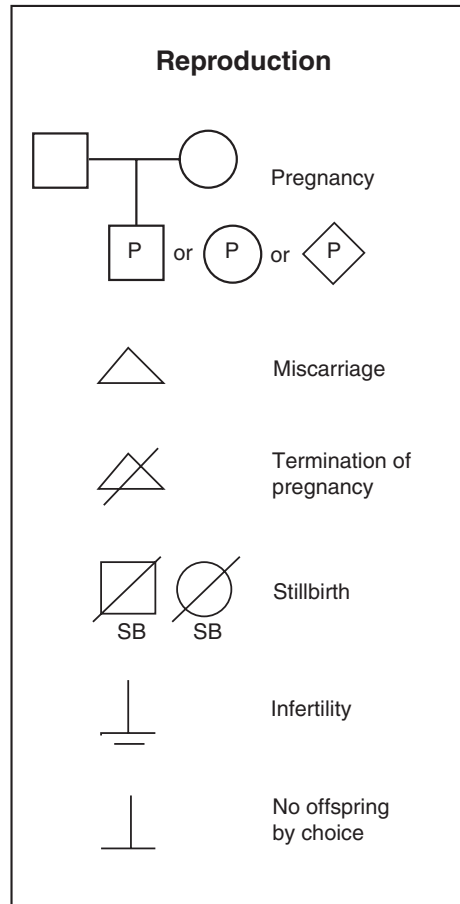 Reproduction
Pregnancy
P or P or P
Miscarriage
Termination of
pregnancy
Stillbirth
SB SB
Infertility
No offspring
by choice